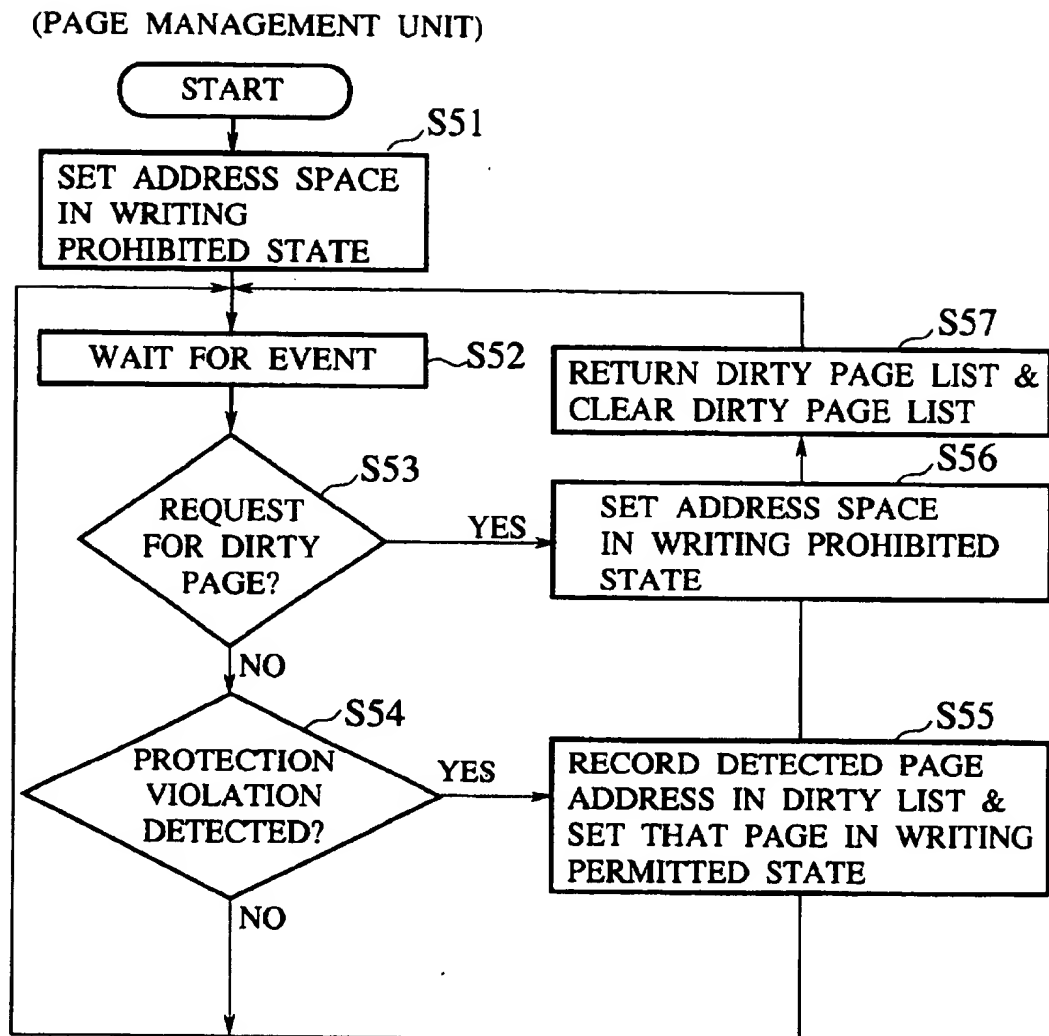 (PAGE MANAGEMENT UNIT)
START
S51
SET ADDRESS SPACE
IN WRITING
PROHIBITED STATE
WAIT FOR EVENT
S52
S53
REQUEST
FOR DIRTY
PAGE?
YES
NO
S57
RETURN DIRTY PAGE LIST &
CLEAR DIRTY PAGE LIST
S56
SET ADDRESS SPACE
IN WRITING PROHIBITED
STATE
S54
PROTECTION
VIOLATION
DETECTED?
YES
NO
S55
RECORD DETECTED PAGE
ADDRESS IN DIRTY LIST &
SET THAT PAGE IN WRITING
PERMITTED STATE